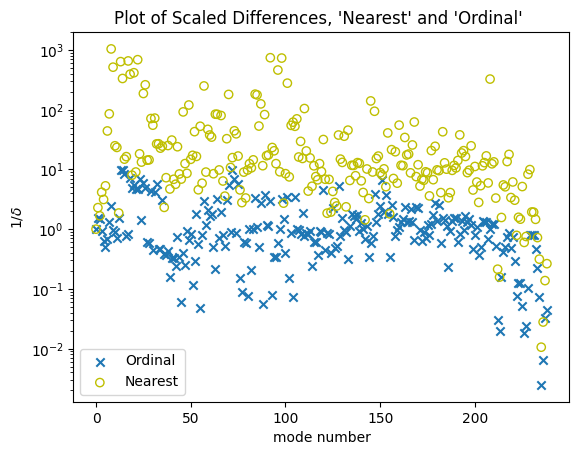 Plot of Scaled Differences, 'Nearest' and 'Ordinal'
10³
10²
10¹
10⁰
10⁻¹
10⁻²
1/δ
Ordinal
Nearest
0 50 100 150 200
mode number